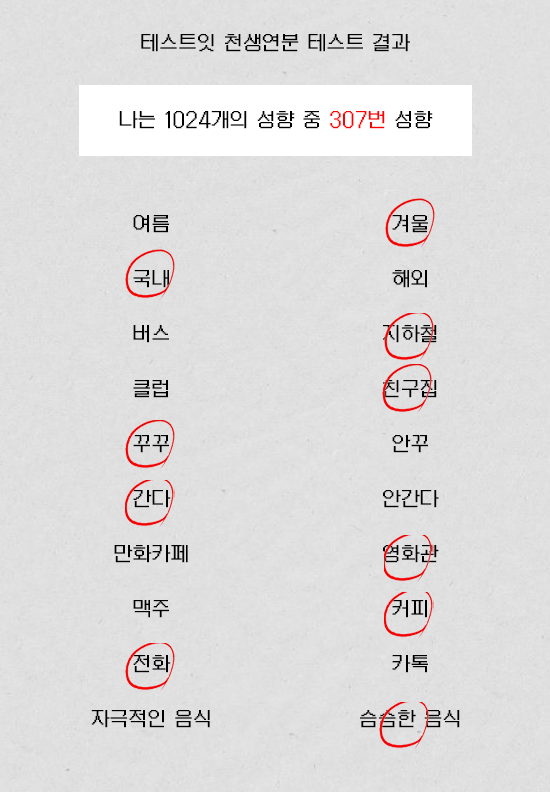 테스트잇 천생연분 테스트 결과
나는 1024개의 성향 중 307번 성향
여름 겨울
국내 해외
버스 지하철
클럽 친구집
꾸꾸 안꾸
간다 안간다
만화카페 영화관
맥주 커피
전화 카톡
자극적인 음식 슴슴한 음식